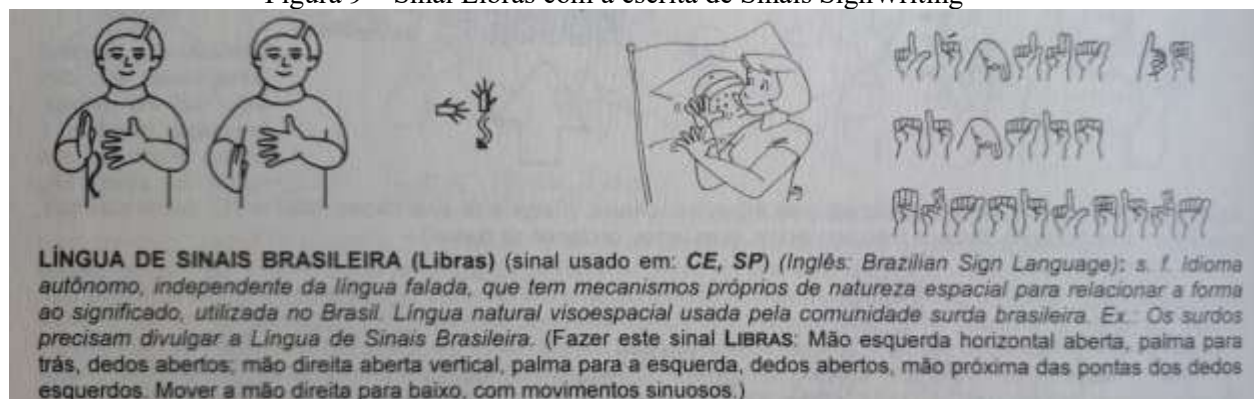 Figura 9 – Sinal Libras com a escrita de Sinais SignWriting
LÍNGUA DE SINAIS BRASILEIRA (Libras) (sinal usado em: CE, SP) (Inglês: Brazilian Sign Language): s. f. Idioma
autônomo, independente da língua falada, que tem mecanismos próprios de natureza espacial para relacionar a forma
ao significado, utilizada no Brasil. Língua natural visoespacial usada pela comunidade surda brasileira. Ex.: Os surdos
precisam divulgar a Língua de Sinais Brasileira. (Fazer este sinal LIBRAS: Mão esquerda horizontal aberta, palma para
trás, dedos abertos; mão direita aberta vertical, palma para a esquerda, dedos abertos, mão próxima das pontas dos dedos
esquerdos. Mover a mão direita para baixo, com movimentos sinuosos.)